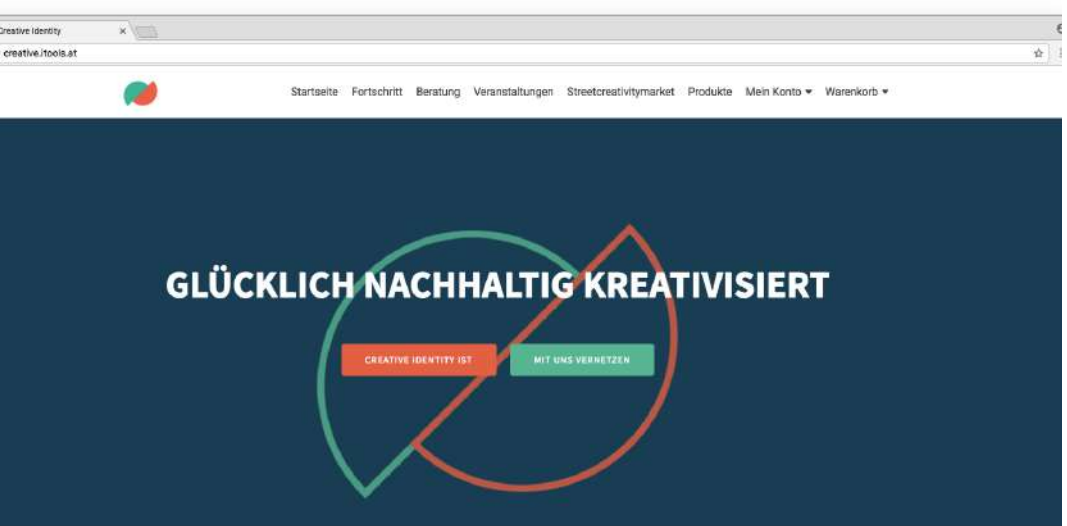 Creative Identity
creative.itools.at
Startseite Fortschritt Beratung Veranstaltungen Streetcreativitymarket Produkte Mein Konto Warenkorb
GLÜCKLICH NACHHALTIG KREATIVISIERT
CREATIVE IDENTITY IST MIT UNS VERNETZEN